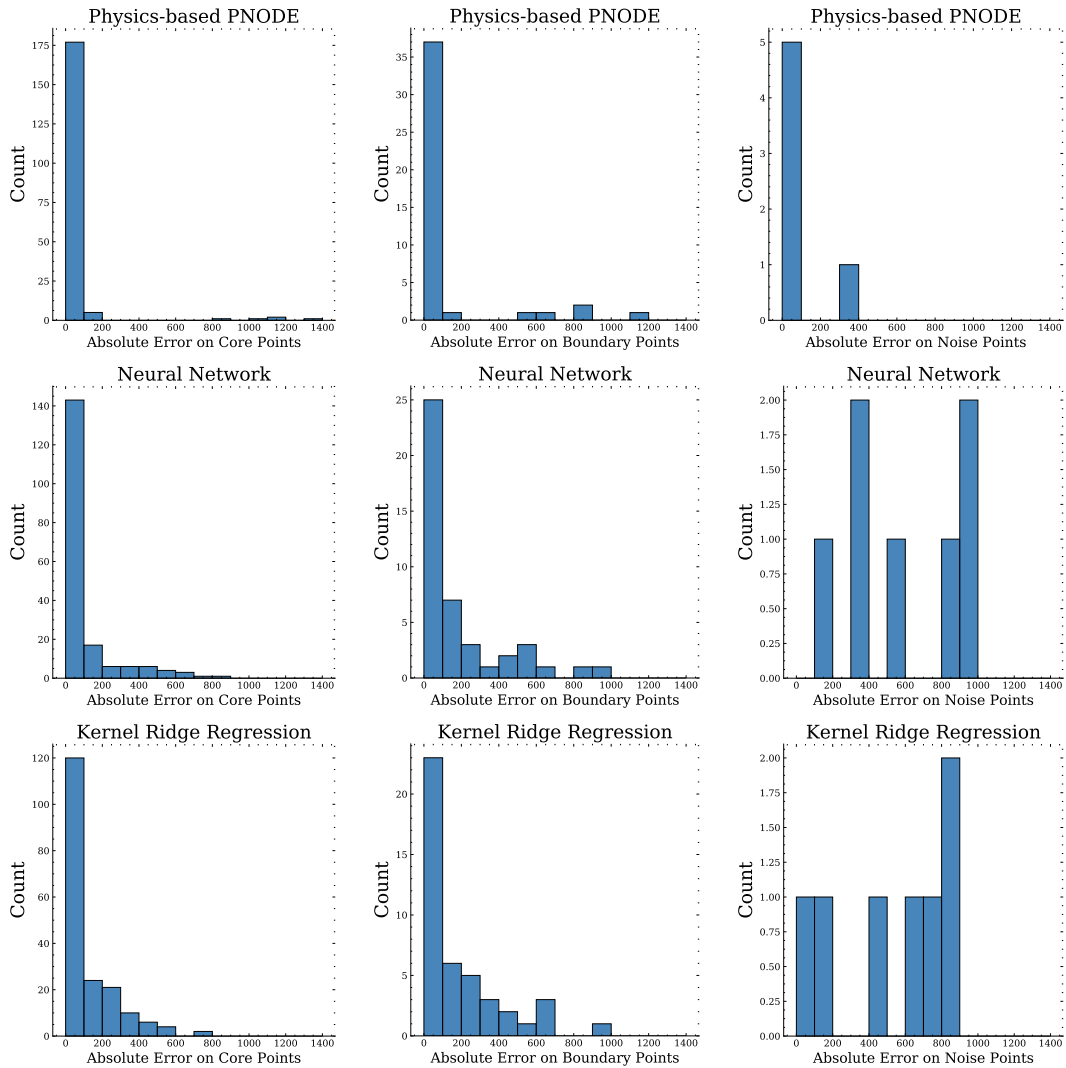 Physics-based PNODE
Count
175
150
125
100
75
50
25
0
0 200 400 600 800 1000 1200 1400
Absolute Error on Core Points
Physics-based PNODE
Count
35
30
25
20
15
10
5
0
0 200 400 600 800 1000 1200 1400
Absolute Error on Boundary Points
Physics-based PNODE
Count
5
4
3
2
1
0
0 200 400 600 800 1000 1200 1400
Absolute Error on Noise Points
Neural Network
Count
140
120
100
80
60
40
20
0
0 200 400 600 800 1000 1200 1400
Absolute Error on Core Points
Neural Network
Count
25
20
15
10
5
0
0 200 400 600 800 1000 1200 1400
Absolute Error on Boundary Points
Neural Network
Count
2.00
1.75
1.50
1.25
1.00
0.75
0.50
0.25
0.00
0 200 400 600 800 1000 1200 1400
Absolute Error on Noise Points
Kernel Ridge Regression
Count
120
100
80
60
40
20
0
0 200 400 600 800 1000 1200 1400
Absolute Error on Core Points
Kernel Ridge Regression
Count
20
15
10
5
0
0 200 400 600 800 1000 1200 1400
Absolute Error on Boundary Points
Kernel Ridge Regression
Count
2.00
1.75
1.50
1.25
1.00
0.75
0.50
0.25
0.00
0 200 400 600 800 1000 1200 1400
Absolute Error on Noise Points